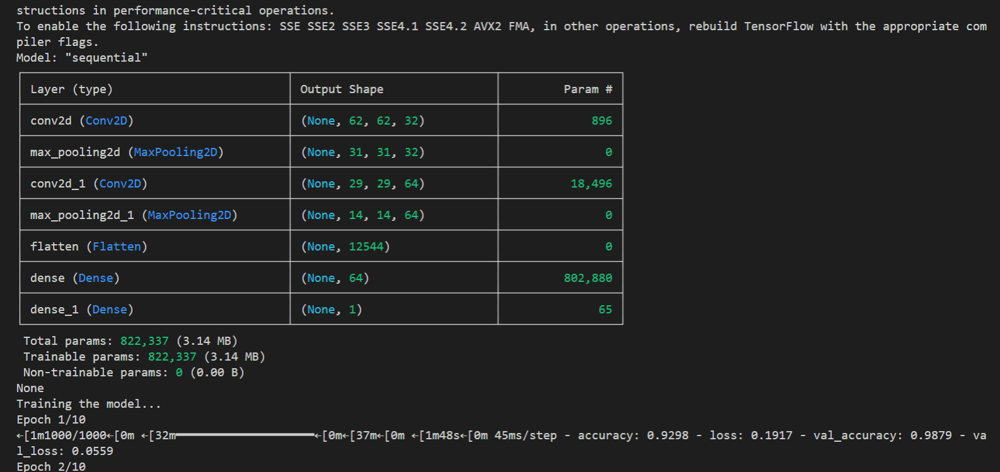 structions in performance-critical operations.
To enable the following instructions: SSE SSE2 SSE3 SSE4.1 SSE4.2 AVX2 FMA, in other operations, rebuild TensorFlow with the appropriate com
piler flags.
Model: "sequential"
Layer (type) Output Shape Param #
conv2d (Conv2D) (None, 62, 62, 32) 896
max_pooling2d (MaxPooling2D) (None, 31, 31, 32) 0
conv2d_1 (Conv2D) (None, 29, 29, 64) 18,496
max_pooling2d_1 (MaxPooling2D) (None, 14, 14, 64) 0
flatten (Flatten) (None, 12544) 0
dense (Dense) (None, 64) 802,880
dense_1 (Dense) (None, 1) 65
Total params: 822,337 (3.14 MB)
Trainable params: 822,337 (3.14 MB)
Non-trainable params: 0 (0.00 B)
None
Training the model...
Epoch 1/10
←[1m1000/1000←[0m ←[32m━━━━━━━━━━━━━━━━━━━━←[0m←[37m←[0m ←[1m48s←[0m 45ms/step - accuracy: 0.9298 - loss: 0.1917 - val_accuracy: 0.9879 - va
l_loss: 0.0559
Epoch 2/10